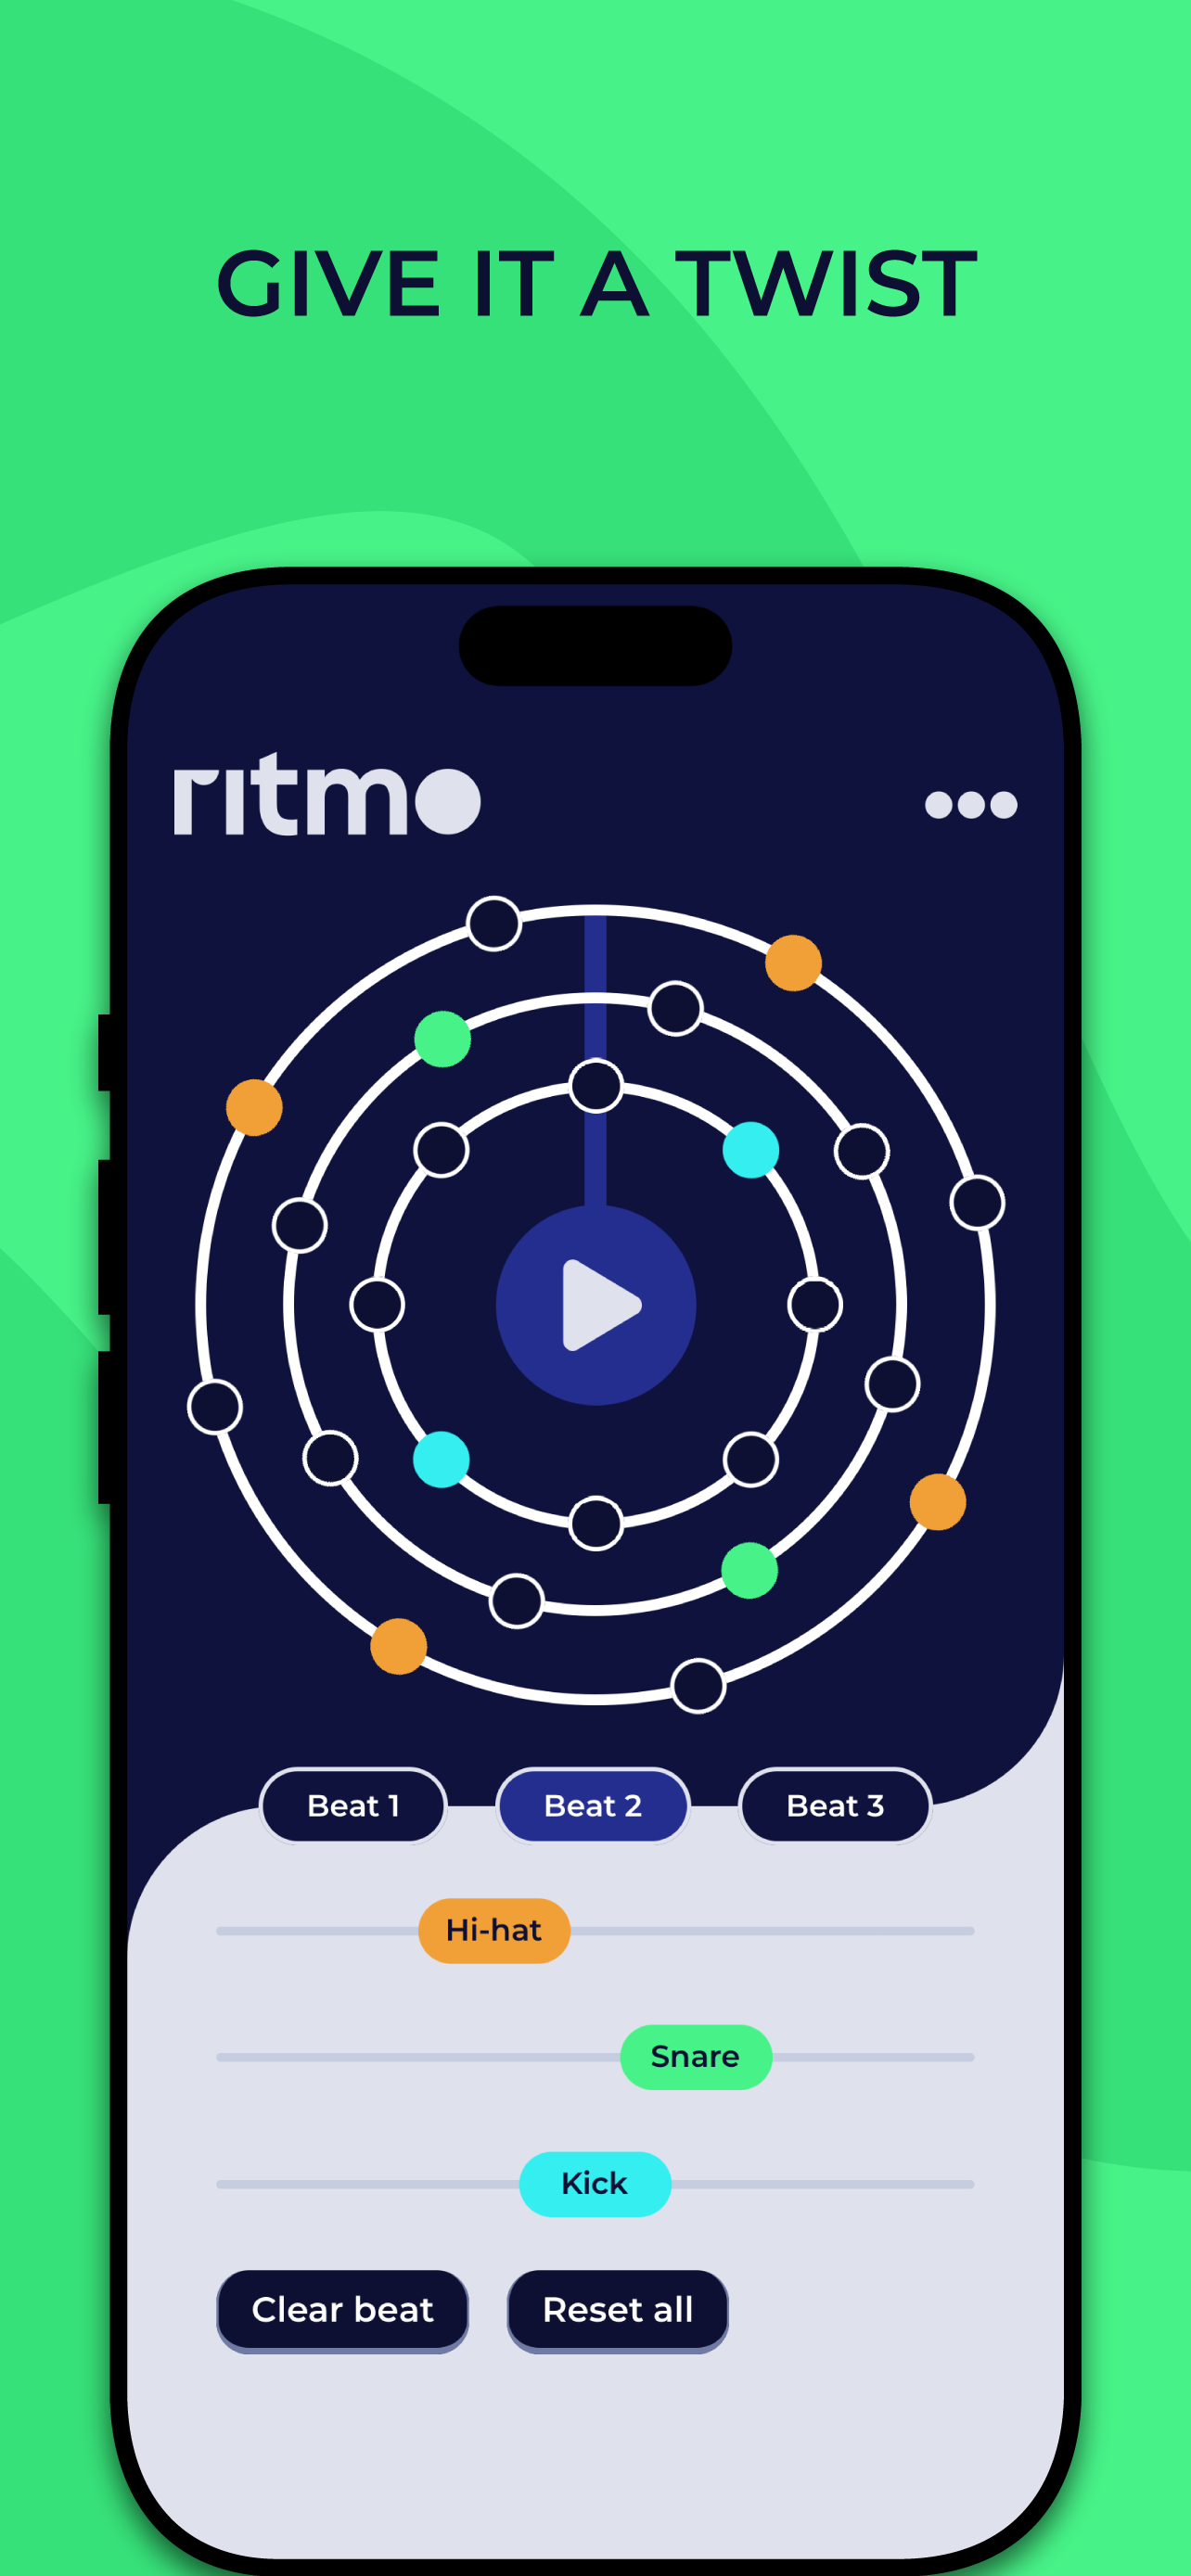 GIVE IT A TWIST
ritmo
Beat 1
Beat 2
Beat 3
Hi-hat
Snare
Kick
Clear beat
Reset all